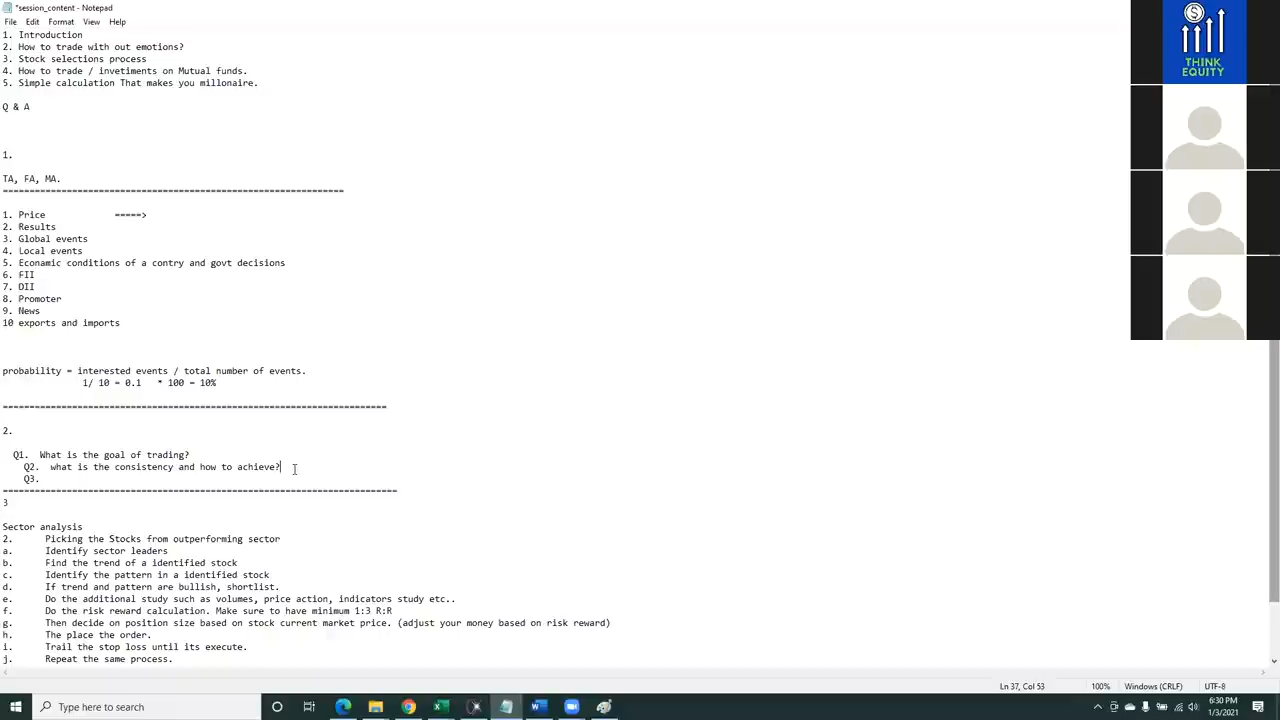 *session_content - Notepad
File Edit Format View Help
1. Introduction
2. How to trade with out emotions?
3. Stock selections process
4. How to trade / invetiments on Mutual funds.
5. Simple calculation That makes you millonaire.
Q & A
1.
TA, FA, MA.
================================================================
1. Price =====>
2. Results
3. Global events
4. Local events
5. Econamic conditions of a contry and govt decisions
6. FII
7. DII
8. Promoter
9. News
10 exports and imports
probability = interested events / total number of events.
1/ 10 = 0.1 * 100 = 10%
========================================================================
2.
Q1. What is the goal of trading?
Q2. what is the consistency and how to achieve?
Q3.
==========================================================================
3
Sector analysis
2. Picking the Stocks from outperforming sector
a. Identify sector leaders
b. Find the trend of a identified stock
c. Identify the pattern in a identified stock
d. If trend and pattern are bullish, shortlist.
e. Do the additional study such as volumes, price action, indicators study etc..
f. Do the risk reward calculation. Make sure to have minimum 1:3 R:R
g. Then decide on position size based on stock current market price. (adjust your money based on risk reward)
h. The place the order.
i. Trail the stop loss until its execute.
j. Repeat the same process.
THINK
EQUITY
Ln 37, Col 53 100% Windows (CRLF) UTF-8
Type here to search
6:30 PM
1/3/2021